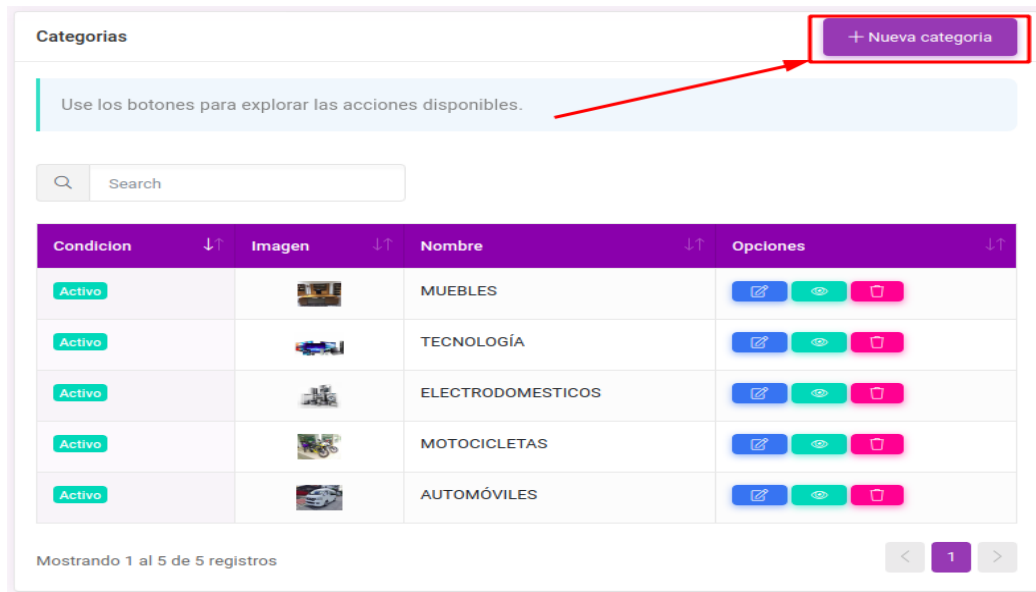 Categorias
+ Nueva categoria
Use los botones para explorar las acciones disponibles.
Search
Condicion Imagen Nombre Opciones
Activo MUEBLES
Activo TECNOLOGÍA
Activo ELECTRODOMESTICOS
Activo MOTOCICLETAS
Activo AUTOMÓVILES
Mostrando 1 al 5 de 5 registros
< 1 >